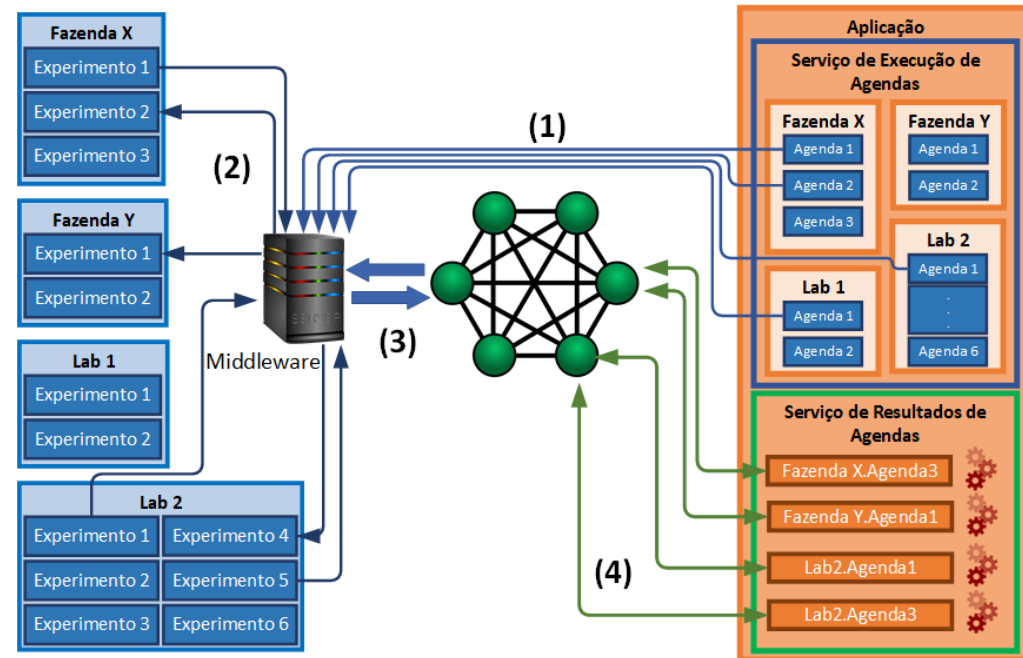 Fazenda X
Experimento 1
Experimento 2
Experimento 3
Fazenda Y
Experimento 1
Experimento 2
Lab 1
Experimento 1
Experimento 2
Lab 2
Experimento 1
Experimento 4
Experimento 2
Experimento 5
Experimento 3
Experimento 6
(2)
Middleware
(1)
(3)
(4)
Aplicação
Serviço de Execução de
Agendas
Fazenda X
Agenda 1
Agenda 2
Agenda 3
Fazenda Y
Agenda 1
Agenda 2
Lab 1
Agenda 1
Agenda 2
Lab 2
Agenda 1
.
.
.
Agenda 6
Serviço de Resultados de
Agendas
Fazenda X.Agenda3
Fazenda Y.Agenda1
Lab2.Agenda1
Lab2.Agenda3